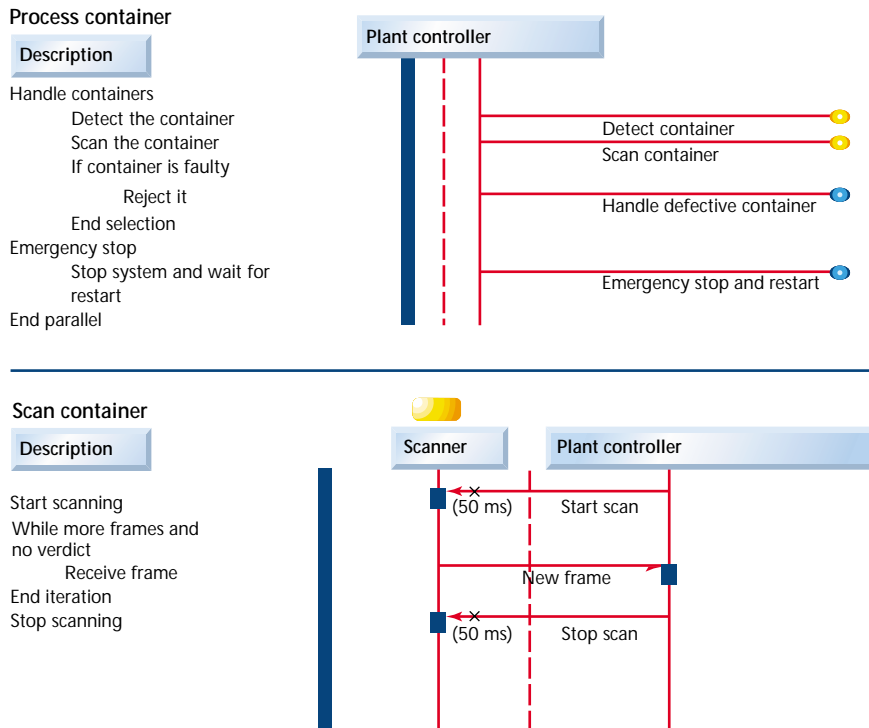 Process container
Description
Plant controller
Handle containers
Detect the container
Scan the container
If container is faulty
Reject it
End selection
Emergency stop
Stop system and wait for
restart
End parallel
Detect container
Scan container
Handle defective container
Emergency stop and restart
Scan container
Description
Scanner
Plant controller
Start scanning
While more frames and
no verdict
Receive frame
End iteration
Stop scanning
(50 ms) Start scan
New frame
(50 ms) Stop scan